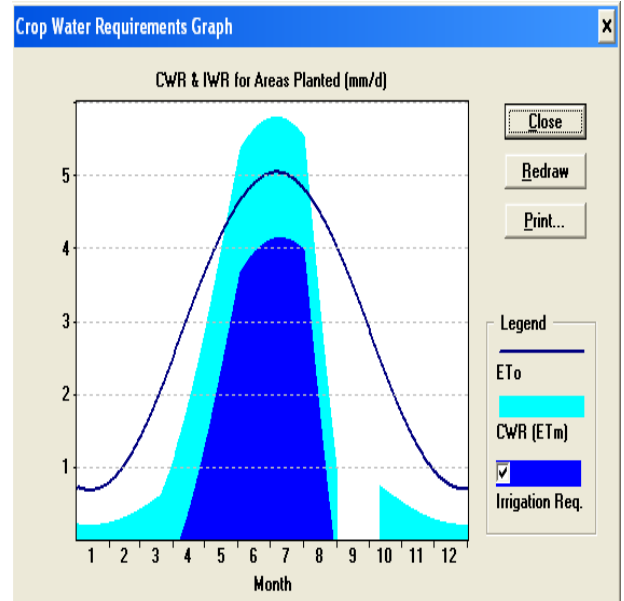 Crop Water Requirements Graph
x
CWR & IWR for Areas Planted (mm/d)
Close
Redraw
Print...
5
4
3
2
1
Legend
ETo
CWR (ETm)
Irrigation Req.
1 2 3 4 5 6 7 8 9 10 11 12
Month